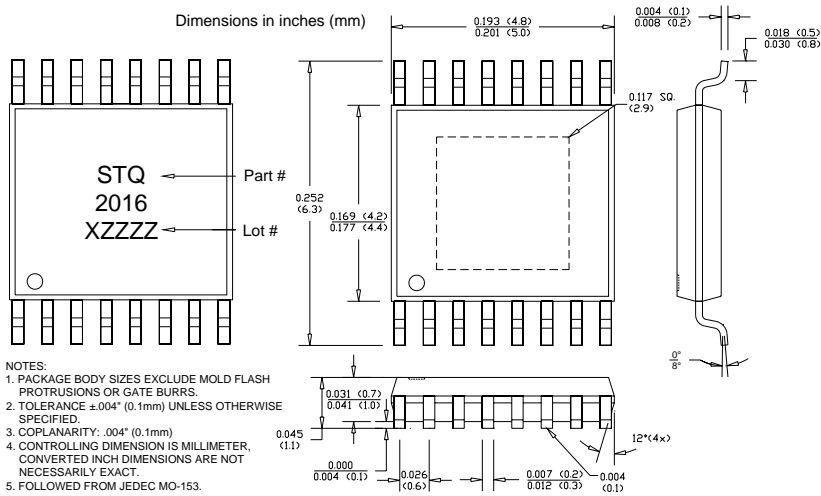 Dimensions in inches (mm)
0.193 (4.8)
0.201 (5.0)
0.004 (0.1)
0.008 (0.2)
0.018 (0.5)
0.030 (0.8)
0.117 SQ.
(2.9)
STQ
2016
XZZZZ
Part #
Lot #
0.252
(6.3)
0.169 (4.2)
0.177 (4.4)
0°
8°
NOTES:
1. PACKAGE BODY SIZES EXCLUDE MOLD FLASH
PROTRUSIONS OR GATE BURRS.
2. TOLERANCE ±.004" (0.1mm) UNLESS OTHERWISE
SPECIFIED.
3. COPLANARITY: .004" (0.1mm)
4. CONTROLLING DIMENSION IS MILLIMETER,
CONVERTED INCH DIMENSIONS ARE NOT
NECESSARILY EXACT.
5. FOLLOWED FROM JEDEC MO-153.
0.031 (0.7)
0.041 (1.0)
0.045
(1.1)
0.000
0.004 (0.1)
0.026
(0.6)
0.007 (0.2)
0.012 (0.3)
0.004
(0.1)
12°(4x)